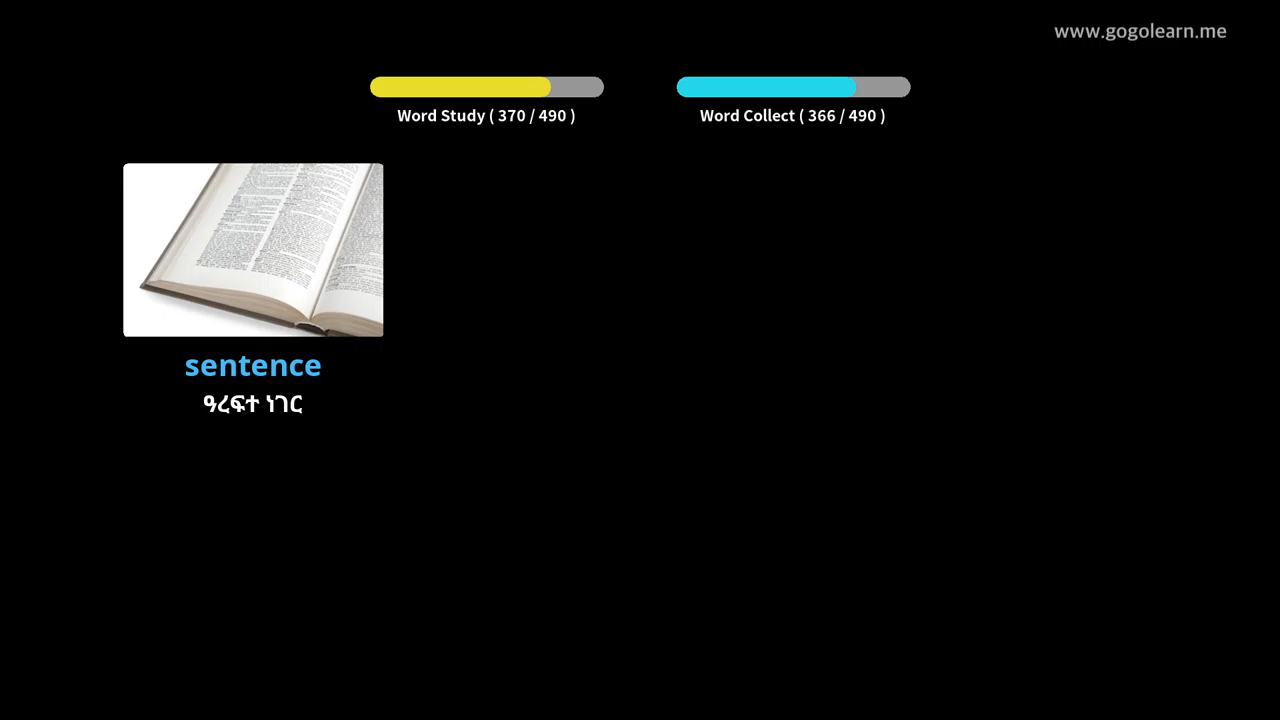 www.gogolearn.me
Word Study ( 370 / 490 )
Word Collect ( 366 / 490 )
sentence
ዓረፍተ ነገር